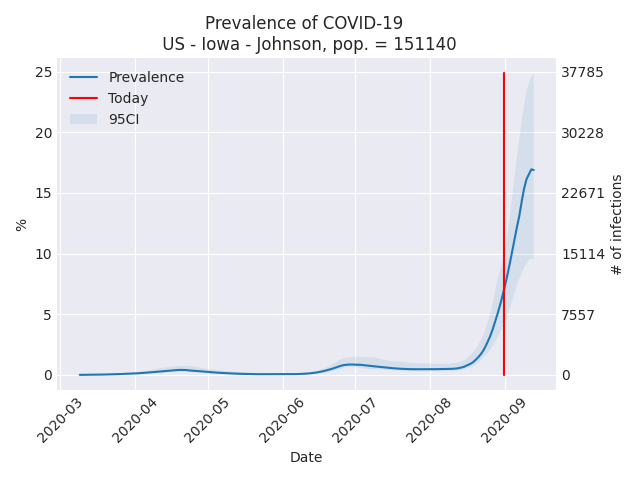 Prevalence of COVID-19
US - Iowa - Johnson, pop. = 151140
Prevalence
Today
95CI
25
20
15
10
5
0
%
37785
30228
22671
15114
7557
0
# of infections
2020-03
2020-04
2020-05
2020-06
2020-07
2020-08
2020-09
Date